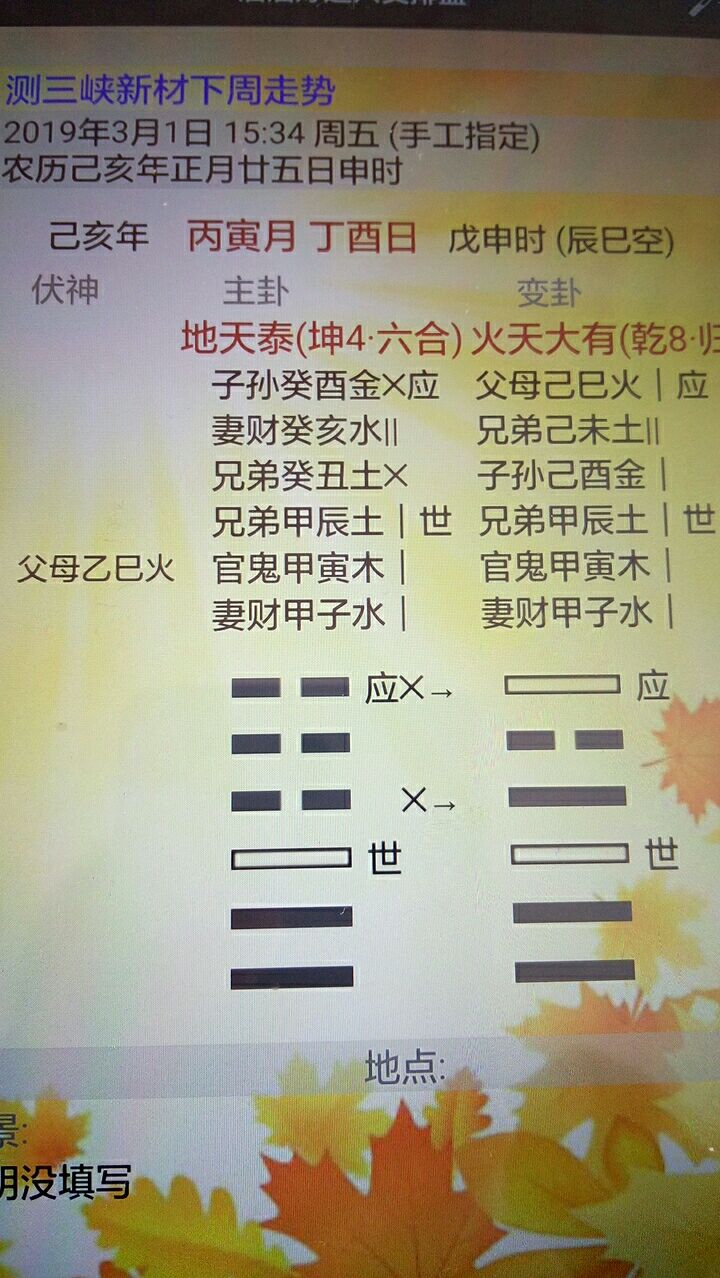 测三峡新材下周走势
2019年3月1日 15:34 周五 (手工指定)
农历己亥年正月廿五日申时
己亥年 丙寅月 丁酉日 戊申时 (辰巳空)
伏神 主卦 变卦
地天泰(坤4·六合) 火天大有(乾8·归
子孙癸酉金×应 父母己巳火｜应
妻财癸亥水‖ 兄弟己未土‖
兄弟癸丑土× 子孙己酉金｜
兄弟甲辰土｜世 兄弟甲辰土｜世
父母乙巳火 官鬼甲寅木｜ 官鬼甲寅木｜
妻财甲子水｜ 妻财甲子水｜
应×→ 应
×→
世 世
地点:
景:
明没填写